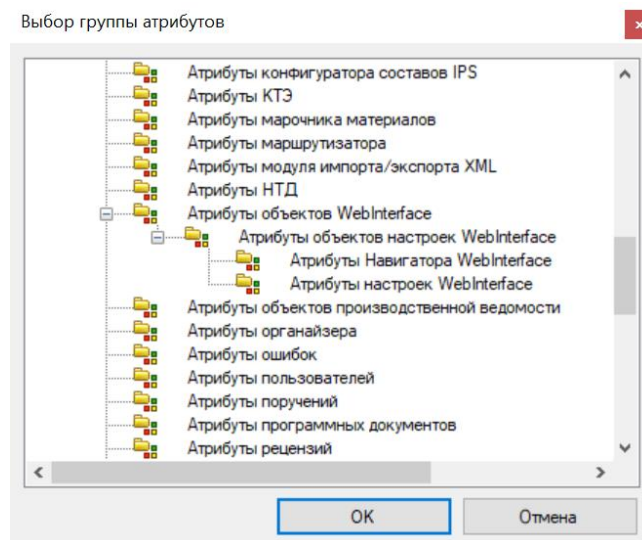 Выбор группы атрибутов
Атрибуты конфигуратора составов IPS
Атрибуты КТЭ
Атрибуты марочника материалов
Атрибуты маршрутизатора
Атрибуты модуля импорта/экспорта XML
Атрибуты НТД
Атрибуты объектов WebInterface
Атрибуты объектов настроек WebInterface
Атрибуты Навигатора WebInterface
Атрибуты настроек WebInterface
Атрибуты объектов производственной ведомости
Атрибуты органайзера
Атрибуты ошибок
Атрибуты пользователей
Атрибуты поручений
Атрибуты программных документов
Атрибуты рецензий
OK Отмена